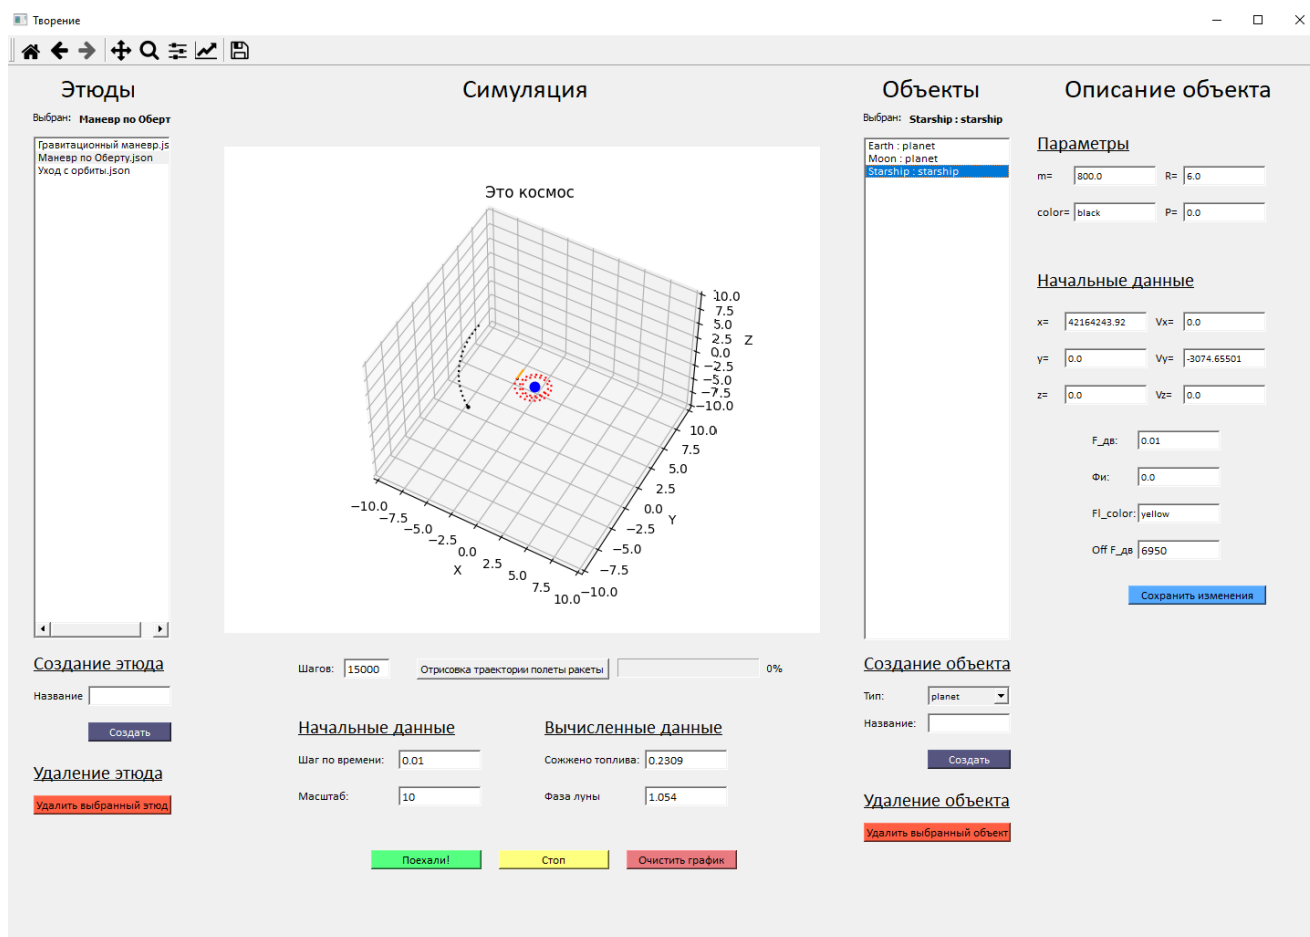 Творение
Этюды
Выбран: Маневр по Оберт
Гравитационный маневр.js
Маневр по Оберту.json
Уход с орбиты.json
Создание этюда
Название
Создать
Удаление этюда
Удалить выбранный этюд
Симуляция
Это космос
10.0
7.5
5.0
2.5
Z
0.0
−2.5
−5.0
−7.5
−10.0
10.0
7.5
5.0
2.5
0.0
Y
−2.5
−5.0
−7.5
−10.0
−10.0
−7.5
−5.0
−2.5
0.0
X
2.5
5.0
7.5
10.0
Шагов: 15000 Отрисовка траектории полеты ракеты 0%
Начальные данные
Шаг по времени: 0.01
Масштаб: 10
Вычисленные данные
Сожжено топлива: 0.2309
Фаза луны 1.054
Поехали! Стоп Очистить график
Объекты
Выбран: Starship : starship
Earth : planet
Moon : planet
Starship : starship
Создание объекта
Тип: planet
Название:
Создать
Удаление объекта
Удалить выбранный объект
Описание объекта
Параметры
m= 800.0 R= 6.0
color= black P= 0.0
Начальные данные
x= 42164243.92 Vx= 0.0
y= 0.0 Vy= -3074.65501
z= 0.0 Vz= 0.0
F_дв: 0.01
Фи: 0.0
Fl_color: yellow
Off F_дв 6950
Сохранить изменения